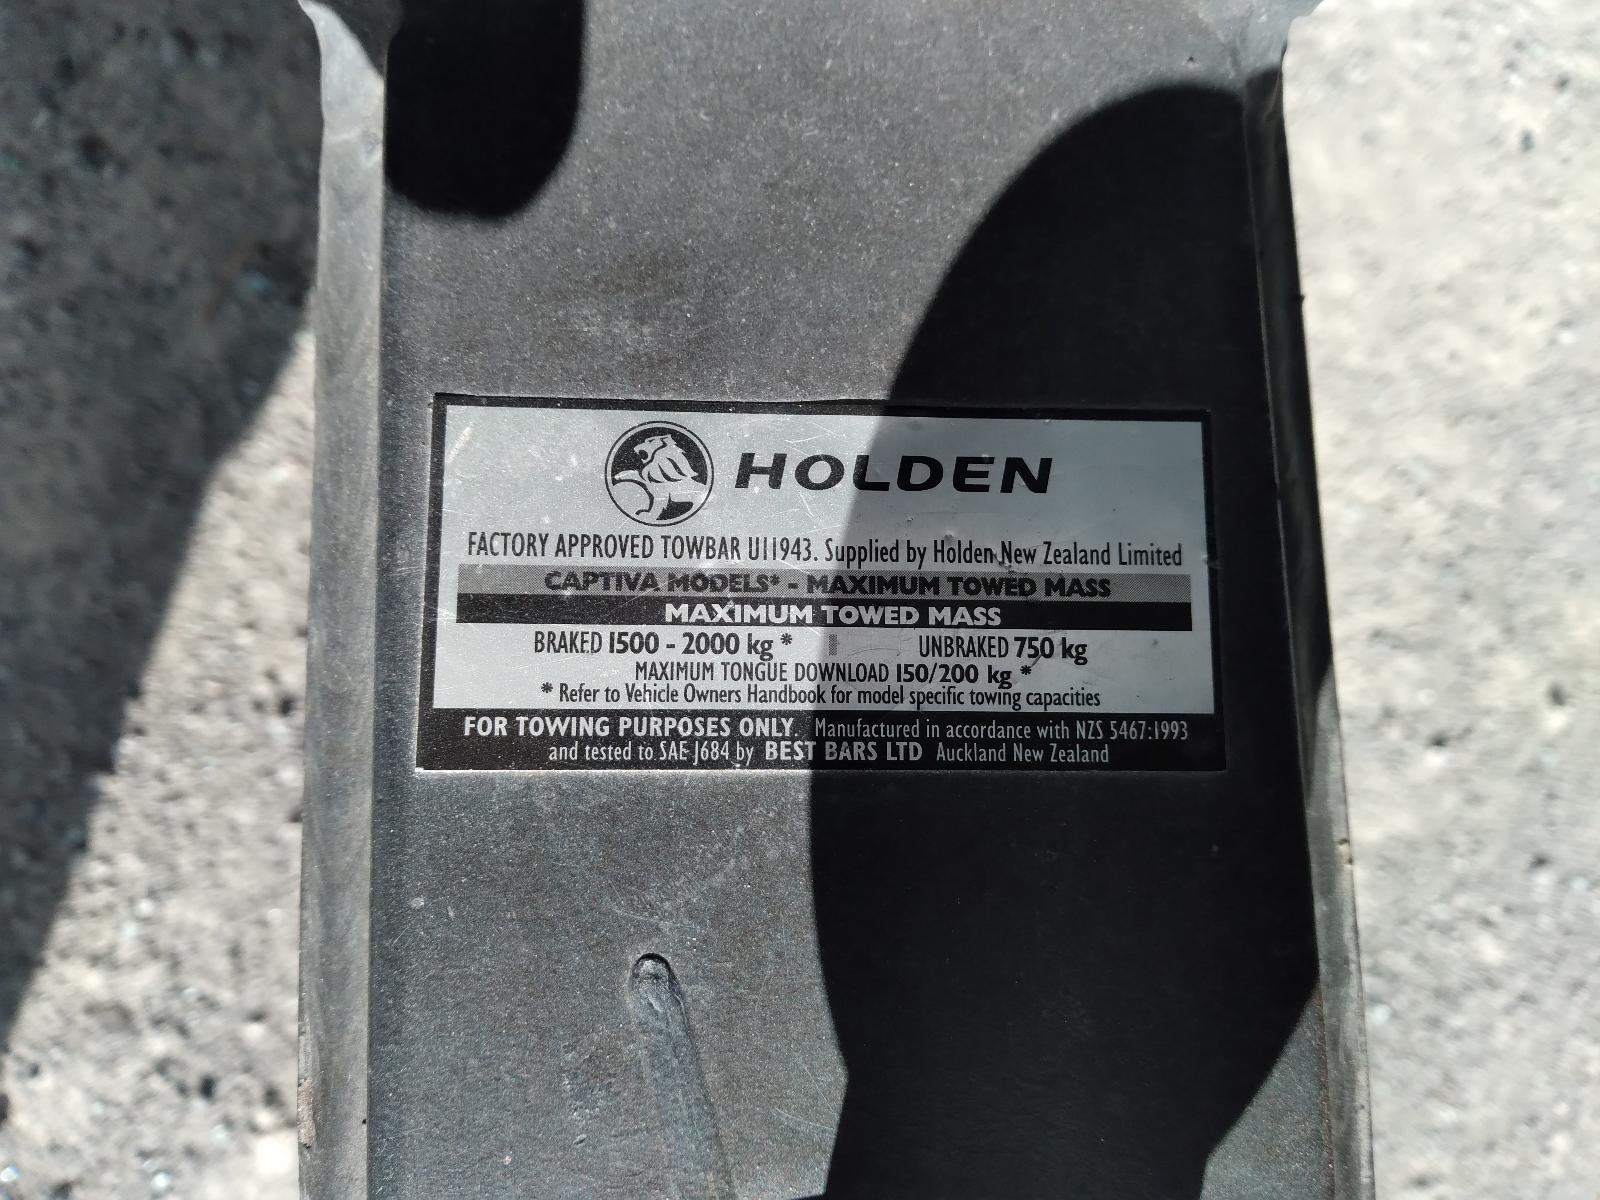 HOLDEN
FACTORY APPROVED TOWBAR U11943. Supplied by Holden New Zealand Limited
CAPTIVA MODELS* - MAXIMUM TOWED MASS
MAXIMUM TOWED MASS
BRAKED 1500 - 2000 kg * UNBRAKED 750 kg
MAXIMUM TONGUE DOWNLOAD 150/200 kg *
* Refer to Vehicle Owners Handbook for model specific towing capacities
FOR TOWING PURPOSES ONLY. Manufactured in accordance with NZS 5467:1993
and tested to SAE J684 by BEST BARS LTD Auckland New Zealand